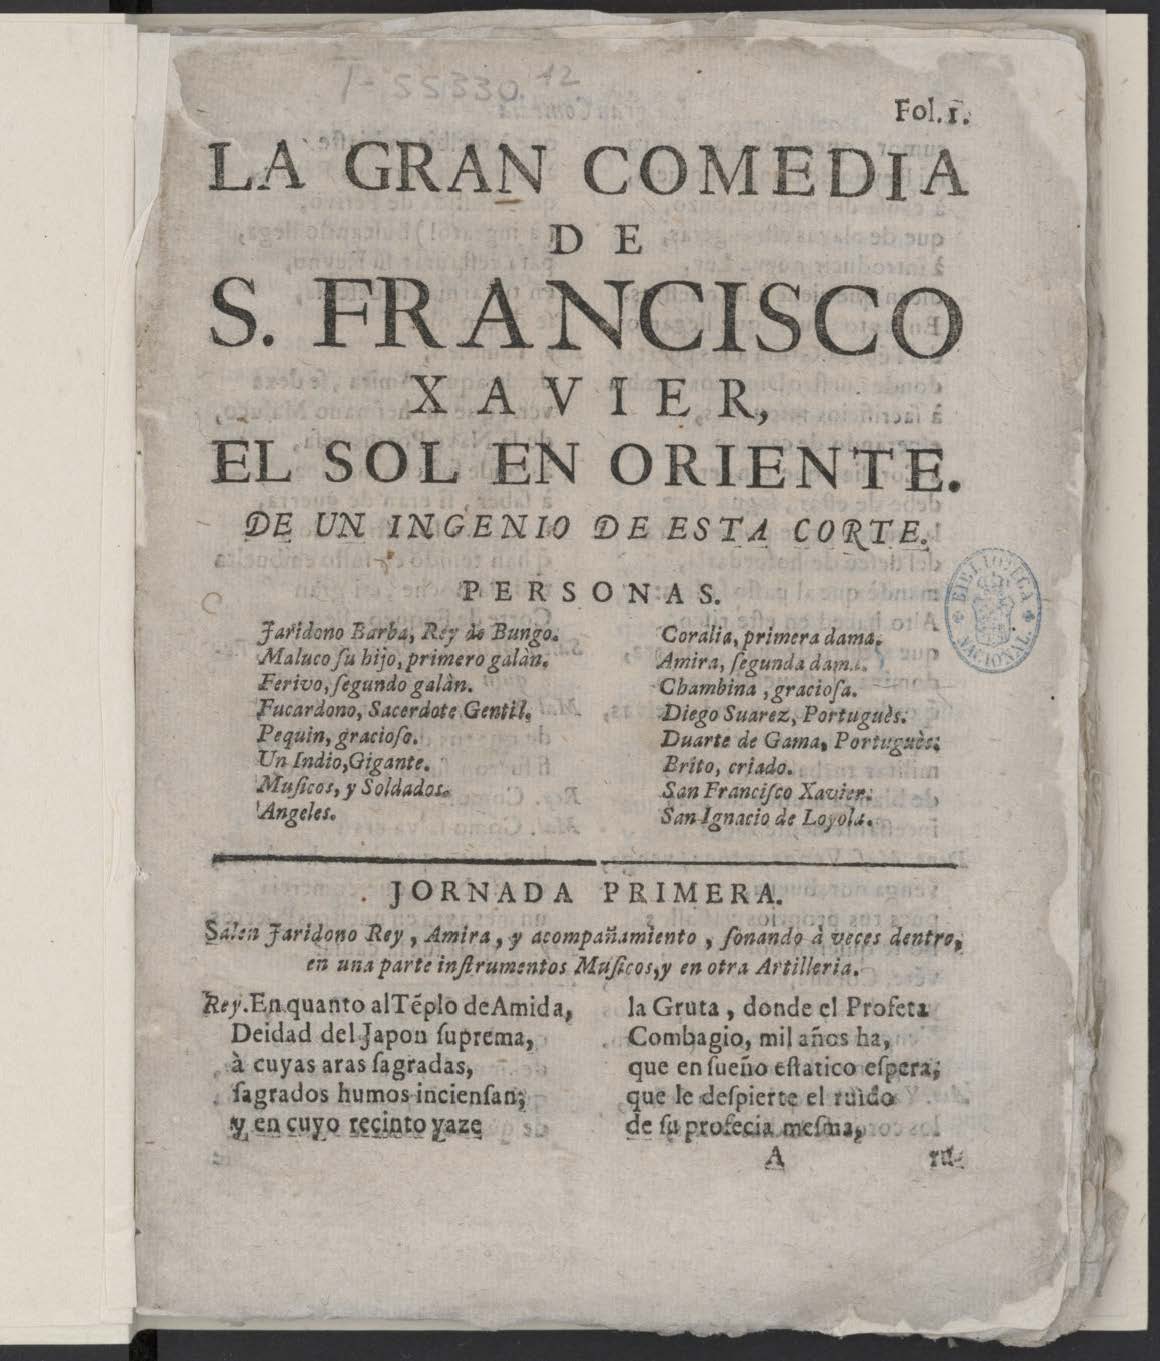 T-55330.12
Fol.1.
LA GRAN COMEDIA
DE
S. FRANCISCO
XAVIER,
EL SOL EN ORIENTE.
DE UN INGENIO DE ESTA CORTE.
PERSONAS.
Jaridono Barba, Rey de Bungo.
Maluco ſu hijo, primero galàn.
Ferivo, ſegundo galàn.
Fucardono, Sacerdote Gentil.
Pequin, gracioſo.
Un Indio, Gigante.
Muſicos, y Soldados.
Angeles.
Coralia, primera dama.
Amira, ſegunda dama.
Chambina, gracioſa.
Diego Suarez, Portuguès.
Duarte de Gama, Portuguès.
Brito, criado.
San Franciſco Xavier.
San Ignacio de Loyola.
BIBLIOTECA NACIONAL
JORNADA PRIMERA.
Salen Jaridono Rey, Amira, y acompañamiento, ſonando à veces dentro,
en una parte inſtrumentos Muſicos, y en otra Artilleria.
Rey. En quanto al Tẽplo de Amida,
Deidad del Japon ſuprema,
à cuyas aras ſagradas,
ſagrados humos incienſan;
y en cuyo recinto yaze
la Gruta, donde el Profeta
Combagio, mil años ha,
que en ſueño eſtatico eſpera;
que le deſpierte el ruido
de ſu profecia meſma,
A